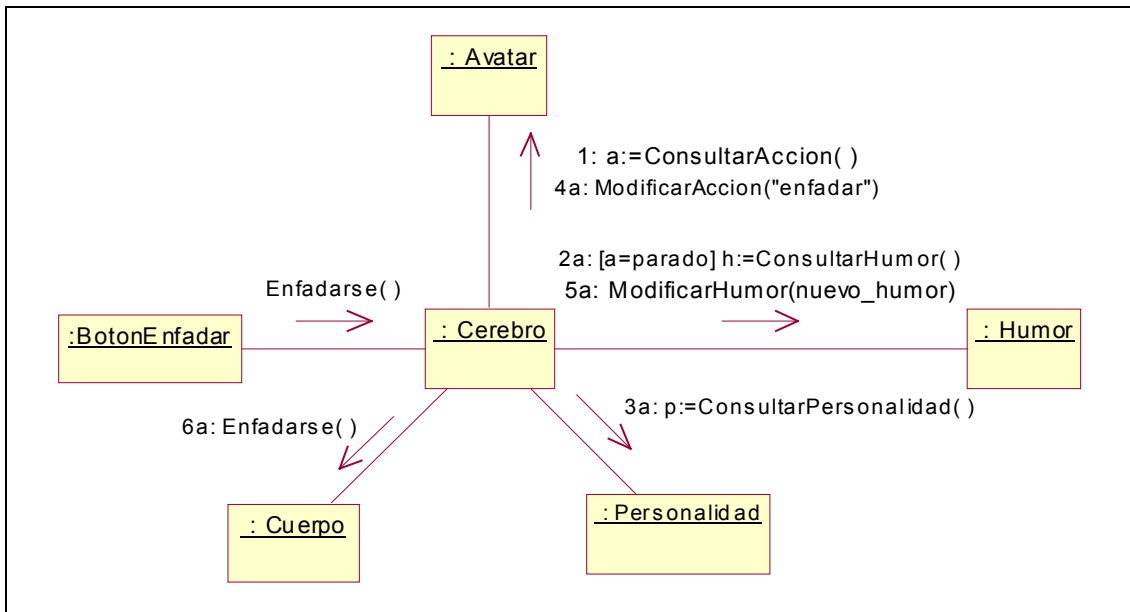 : Avatar
1: a:=ConsultarAccion( )
4a: ModificarAccion("enfadar")
2a: [a=parado] h:=ConsultarHumor( )
5a: ModificarHumor(nuevo_humor)
Enfadarse( )
:BotonEnfadar
: Cerebro
: Humor
3a: p:=ConsultarPersonalidad( )
6a: Enfadarse( )
: Cuerpo
: Personalidad